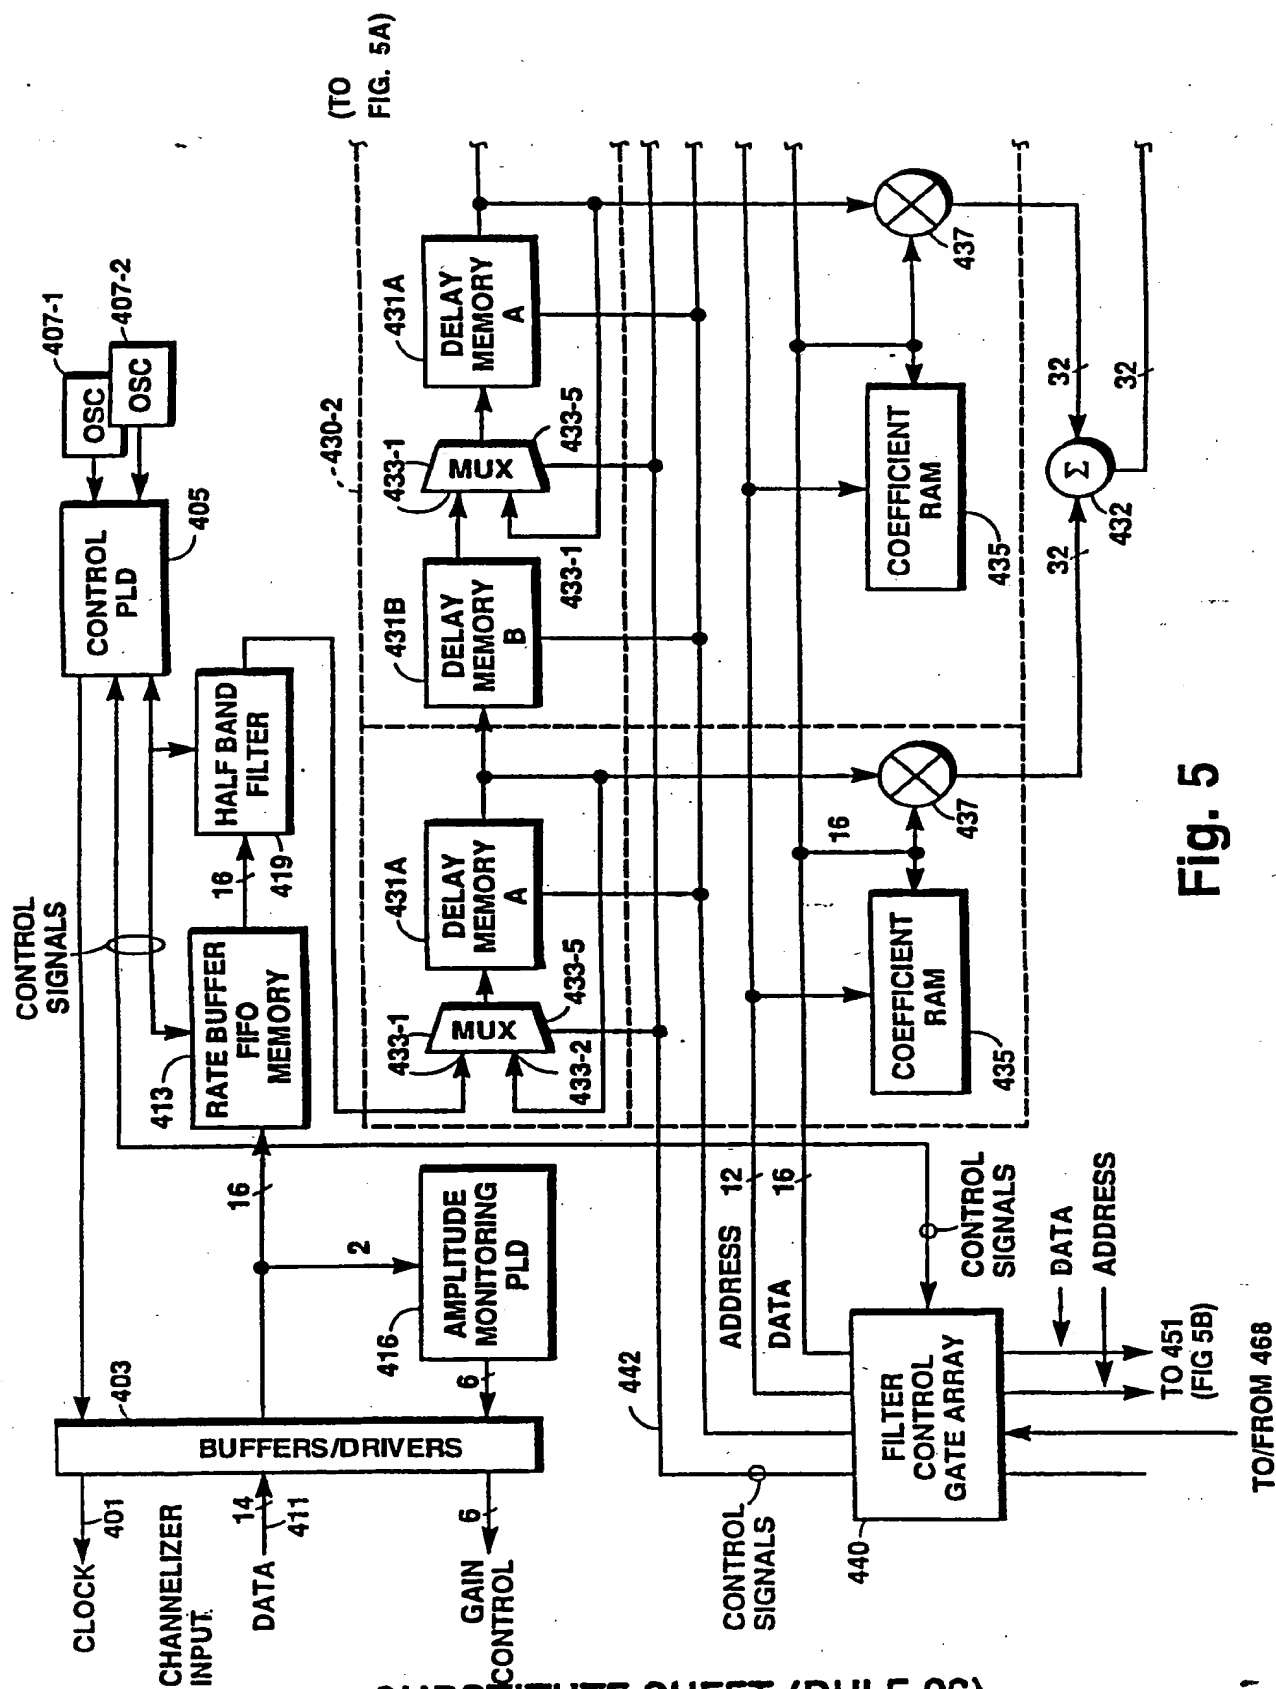 407-1
407-2
OSC
OSC
CONTROL
PLD
405
CONTROL
SIGNALS
HALF BAND
FILTER
419
16
RATE BUFFER
FIFO
MEMORY
413
16
2
AMPLITUDE
MONITORING
PLD
416
6
403
BUFFERS/DRIVERS
CLOCK
401
CHANNELIZER
INPUT
DATA
14
411
GAIN
CONTROL
6
(TO
FIG. 5A)
430-2
433-1
MUX
433-5
433-2
431A
DELAY
MEMORY
A
431B
DELAY
MEMORY
B
433-1
MUX
433-5
433-1
431A
DELAY
MEMORY
A
442
ADDRESS
12
DATA
16
16
437
437
COEFFICIENT
RAM
435
COEFFICIENT
RAM
435
32
32
Σ
432
32
CONTROL
SIGNALS
FILTER
CONTROL
GATE ARRAY
440
CONTROL
SIGNALS
DATA
ADDRESS
TO 451
(FIG 5B)
TO/FROM 468
Fig. 5